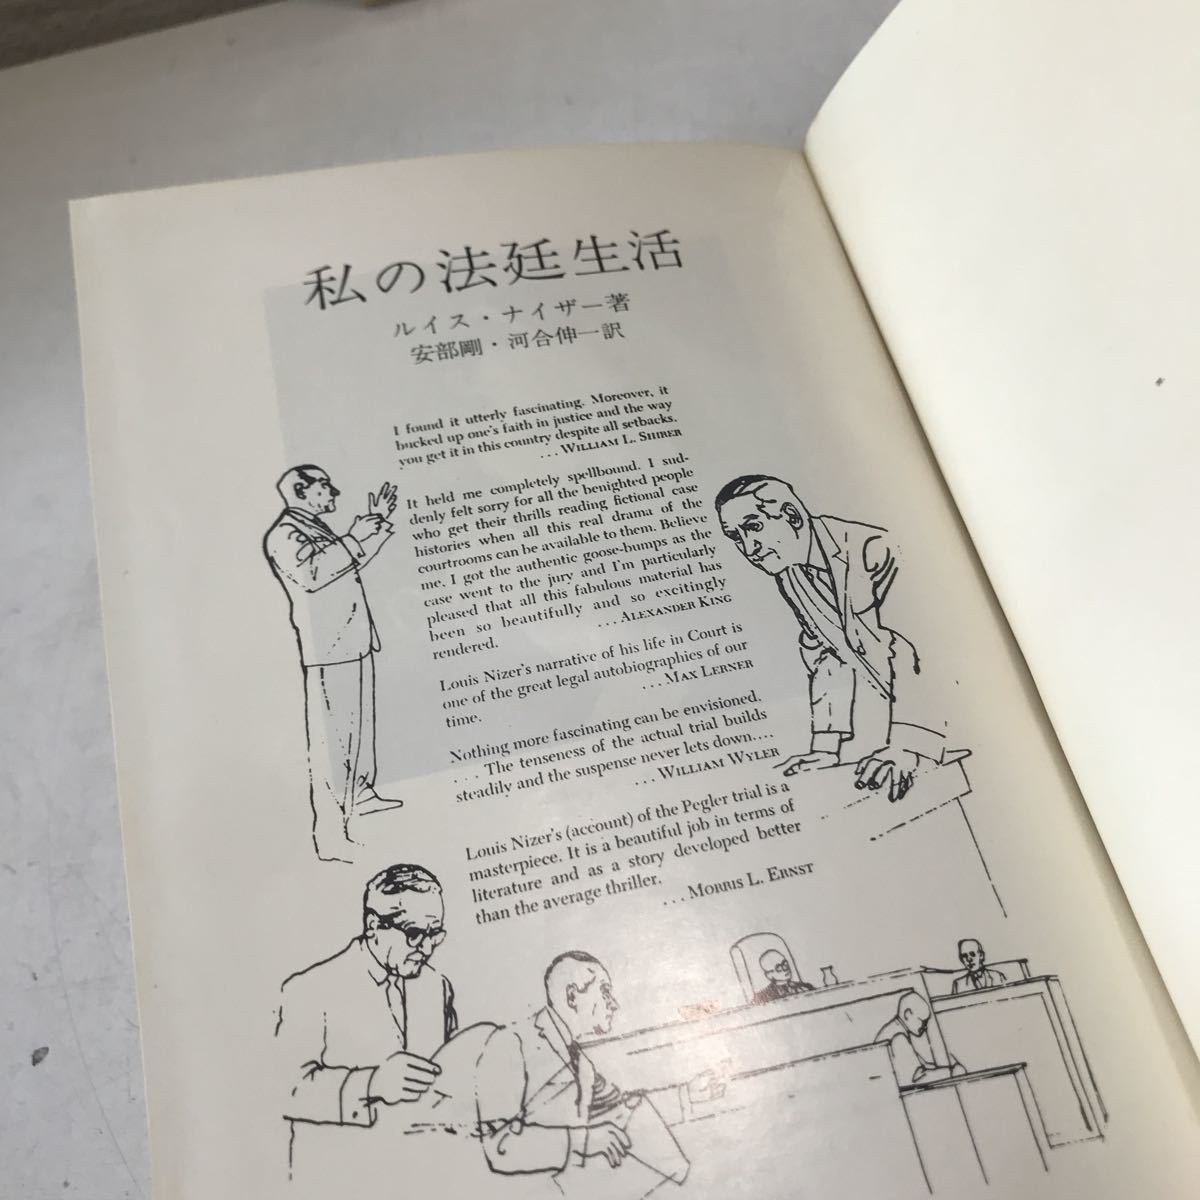 私の法廷生活
ルイス・ナイザー著
安部剛・河合伸一訳
I found it utterly fascinating. Moreover, it
bucked up one's faith in justice and the way
you get it in this country despite all setbacks.
...WILLIAM L. SHIRER
It held me completely spellbound. I sud-
denly felt sorry for all the benighted people
who get their thrills reading fictional case
histories when all this real drama of the
courtrooms can be available to them. Believe
me, I got the authentic goose-bumps as the
case went to the jury and I'm particularly
pleased that all this fabulous material has
been so beautifully and so excitingly
rendered.
...ALEXANDER KING
Louis Nizer's narrative of his life in Court is
one of the great legal autobiographies of our
time.
...MAX LERNER
Nothing more fascinating can be envisioned.
... The tenseness of the actual trial builds
steadily and the suspense never lets down....
...WILLIAM WYLER
Louis Nizer's (account) of the Pegler trial is a
masterpiece. It is a beautiful job in terms of
literature and as a story developed better
than the average thriller.
...MORRIS L. ERNST